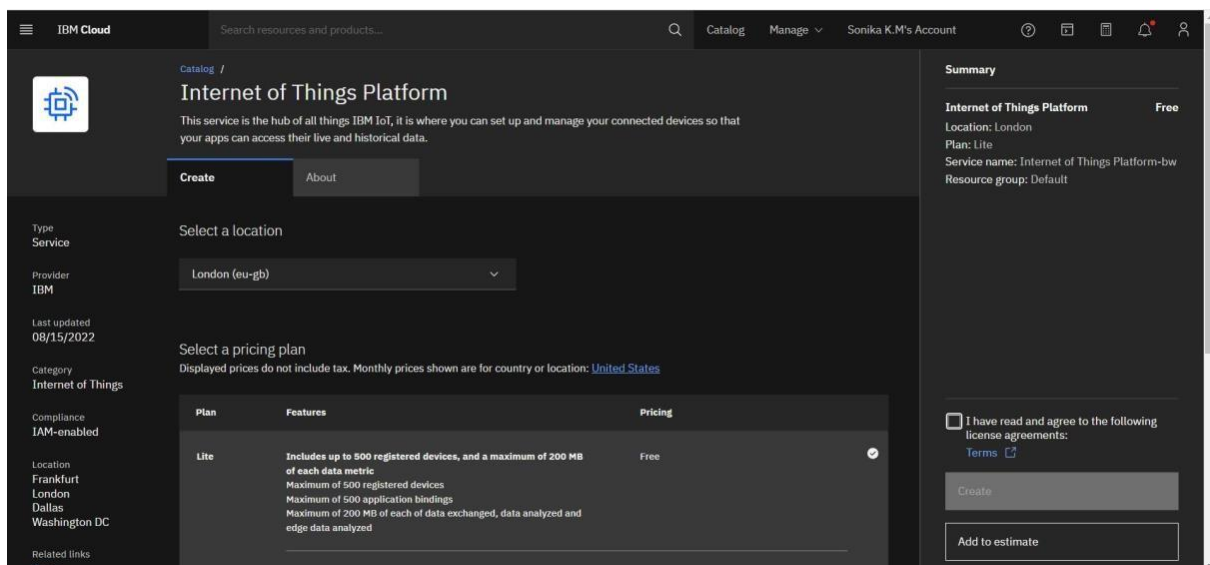 IBM Cloud
Search resources and products...
Catalog
Manage
Sonika K.M's Account
Catalog /
Internet of Things Platform
This service is the hub of all things IBM IoT, it is where you can set up and manage your connected devices so that
your apps can access their live and historical data.
Create
About
Type
Service
Provider
IBM
Last updated
08/15/2022
Category
Internet of Things
Compliance
IAM-enabled
Location
Frankfurt
London
Dallas
Washington DC
Related links
Select a location
London (eu-gb)
Select a pricing plan
Displayed prices do not include tax. Monthly prices shown are for country or location: United States
Plan
Features
Pricing
Lite
Includes up to 500 registered devices, and a maximum of 200 MB
of each data metric
Maximum of 500 registered devices
Maximum of 500 application bindings
Maximum of 200 MB of each of data exchanged, data analyzed and
edge data analyzed
Free
Summary
Internet of Things Platform
Free
Location: London
Plan: Lite
Service name: Internet of Things Platform-bw
Resource group: Default
I have read and agree to the following
license agreements:
Terms
Create
Add to estimate